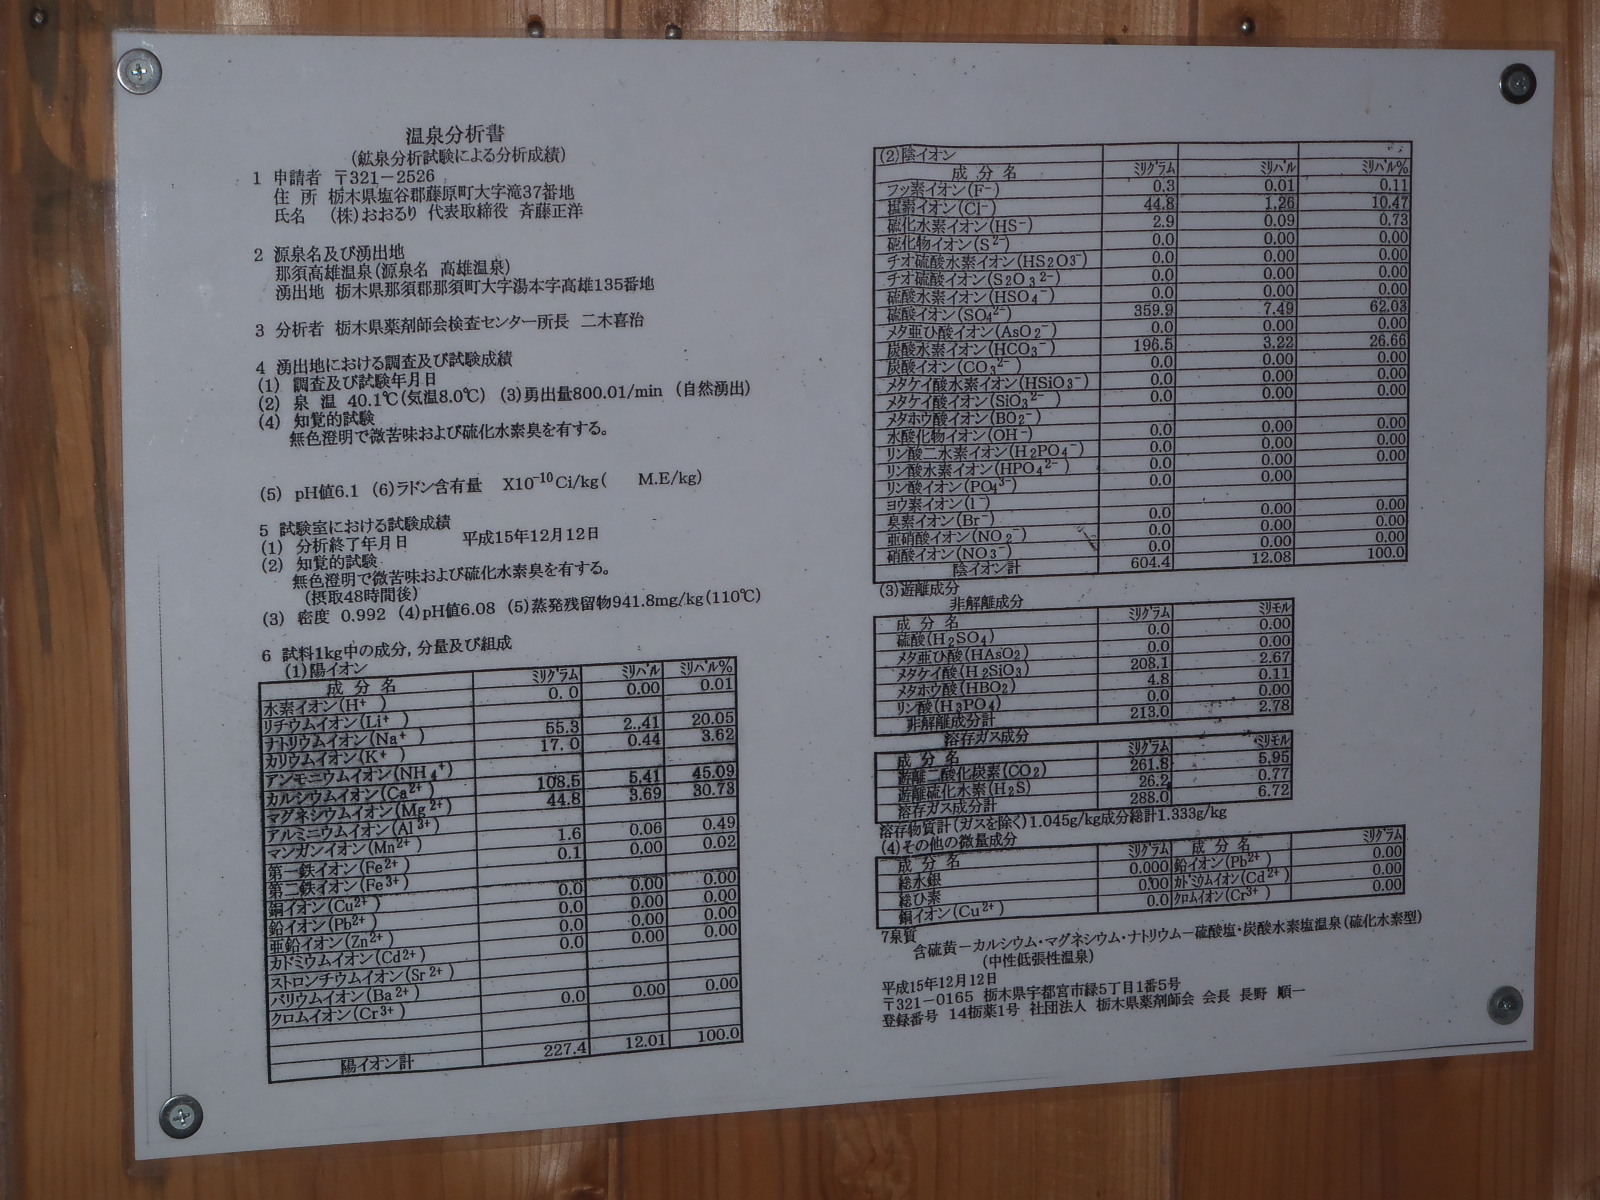 温泉分析書
(鉱泉分析試験による分析成績)
1 申請者 〒321-2526
住 所 栃木県塩谷郡藤原町大字滝37番地
氏名 (株)おおるり 代表取締役 斉藤正洋
2 源泉名及び湧出地
那須高雄温泉(源泉名 高雄温泉)
湧出地 栃木県那須郡那須町大字湯本字高雄135番地
3 分析者 栃木県薬剤師会検査センター所長 二木喜治
4 湧出地における調査及び試験成績
(1) 調査及び試験年月日
(2) 泉 温 40.1℃(気温8.0℃) (3)勇出量800.01/min (自然湧出)
(4) 知覚的試験
無色澄明で微苦味および硫化水素臭を有する。
(5) pH値6.1 (6)ラドン含有量 X10⁻¹⁰Ci/kg( M.E/kg)
5 試験室における試験成績
(1) 分析終了年月日 平成15年12月12日
(2) 知覚的試験
無色澄明で微苦味および硫化水素臭を有する。
(摂取48時間後)
(3) 密度 0.992 (4)pH値6.08 (5)蒸発残留物941.8mg/kg(110℃)
6 試料1kg中の成分, 分量及び組成
(1)陽イオン
成 分 名 ミリグラム ミリバル ミリバル%
水素イオン(H⁺) 0.0 0.00 0.01
リチウムイオン(Li⁺)
ナトリウムイオン(Na⁺) 55.3 2..41 20.05
カリウムイオン(K⁺) 17.0 0.44 3.62
アンモニウムイオン(NH₄⁺)
カルシウムイオン(Ca²⁺) 108.5 5.41 45.09
マグネシウムイオン(Mg²⁺) 44.8 3.69 30.73
アルミニウムイオン(Al³⁺)
マンガンイオン(Mn²⁺) 1.6 0.06 0.49
第一鉄イオン(Fe²⁺) 0.1 0.00 0.02
第二鉄イオン(Fe³⁺)
銅イオン(Cu²⁺) 0.0 0.00 0.00
鉛イオン(Pb²⁺) 0.0 0.00 0.00
亜鉛イオン(Zn²⁺) 0.0 0.00 0.00
カドミウムイオン(Cd²⁺) 0.0 0.00 0.00
ストロンチウムイオン(Sr²⁺)
バリウムイオン(Ba²⁺)
クロムイオン(Cr³⁺) 0.0 0.00 0.00
陽イオン計 227.4 12.01 100.0
(2)陰イオン
成 分 名 ミリグラム ミリバル ミリバル%
フッ素イオン(F⁻) 0.3 0.01 0.11
塩素イオン(Cl⁻) 44.8 1.26 10.47
硫化水素イオン(HS⁻) 2.9 0.09 0.73
硫化物イオン(S²⁻) 0.0 0.00 0.00
チオ硫酸水素イオン(HS₂O₃⁻) 0.0 0.00 0.00
チオ硫酸イオン(S₂O₃²⁻) 0.0 0.00 0.00
硫酸水素イオン(HSO₄⁻) 0.0 0.00 0.00
硫酸イオン(SO₄²⁻) 359.9 7.49 62.03
メタ亜ひ酸イオン(AsO₂⁻) 0.0 0.00 0.00
炭酸水素イオン(HCO₃⁻) 196.5 3.22 26.66
炭酸イオン(CO₃²⁻) 0.0 0.00 0.00
メタケイ酸水素イオン(HSiO₃⁻) 0.0 0.00 0.00
メタケイ酸イオン(SiO₃²⁻) 0.0 0.00 0.00
メタホウ酸イオン(BO₂⁻)
水酸化物イオン(OH⁻) 0.0 0.00 0.00
リン酸二水素イオン(H₂PO₄⁻) 0.0 0.00 0.00
リン酸水素イオン(HPO₄²⁻) 0.0 0.00 0.00
リン酸イオン(PO₄³⁻) 0.0 0.00
ヨウ素イオン(I⁻)
臭素イオン(Br⁻) 0.0 0.00 0.00
亜硝酸イオン(NO₂⁻) 0.0 0.00 0.00
硝酸イオン(NO₃⁻) 0.0 0.00 0.00
陰イオン計 604.4 12.08 100.0
(3)遊離成分
非解離成分
成 分 名 ミリグラム ミリモル
硫酸(H₂SO₄) 0.0 0.00
メタ亜ひ酸(HAsO₂) 0.0 0.00
メタケイ酸(H₂SiO₃) 208.1 2.67
メタホウ酸(HBO₂) 4.8 0.11
リン酸(H₃PO₄) 0.0 0.00
非解離成分計 213.0 2.78
溶存ガス成分
成 分 名 ミリグラム ミリモル
遊離二酸化炭素(CO₂) 261.8 5.95
遊離硫化水素(H₂S) 26.2 0.77
溶存ガス成分計 288.0 6.72
溶存物質計(ガスを除く)1.045g/kg成分総計1.333g/kg
(4)その他の微量成分
成 分 名 ミリグラム 成 分 名 ミリグラム
総水銀 0.000 鉛イオン(Pb²⁺) 0.00
総ひ素 0.00 カドミウムイオン(Cd²⁺) 0.00
銅イオン(Cu²⁺) 0.0 クロムイオン(Cr³⁺) 0.00
7泉質
含硫黄-カルシウム・マグネシウム・ナトリウム-硫酸塩・炭酸水素塩温泉(硫化水素型)
(中性低張性温泉)
平成15年12月12日
〒321-0165 栃木県宇都宮市緑5丁目1番5号
登録番号 14栃薬1号 社団法人 栃木県薬剤師会 会長 長野 順一